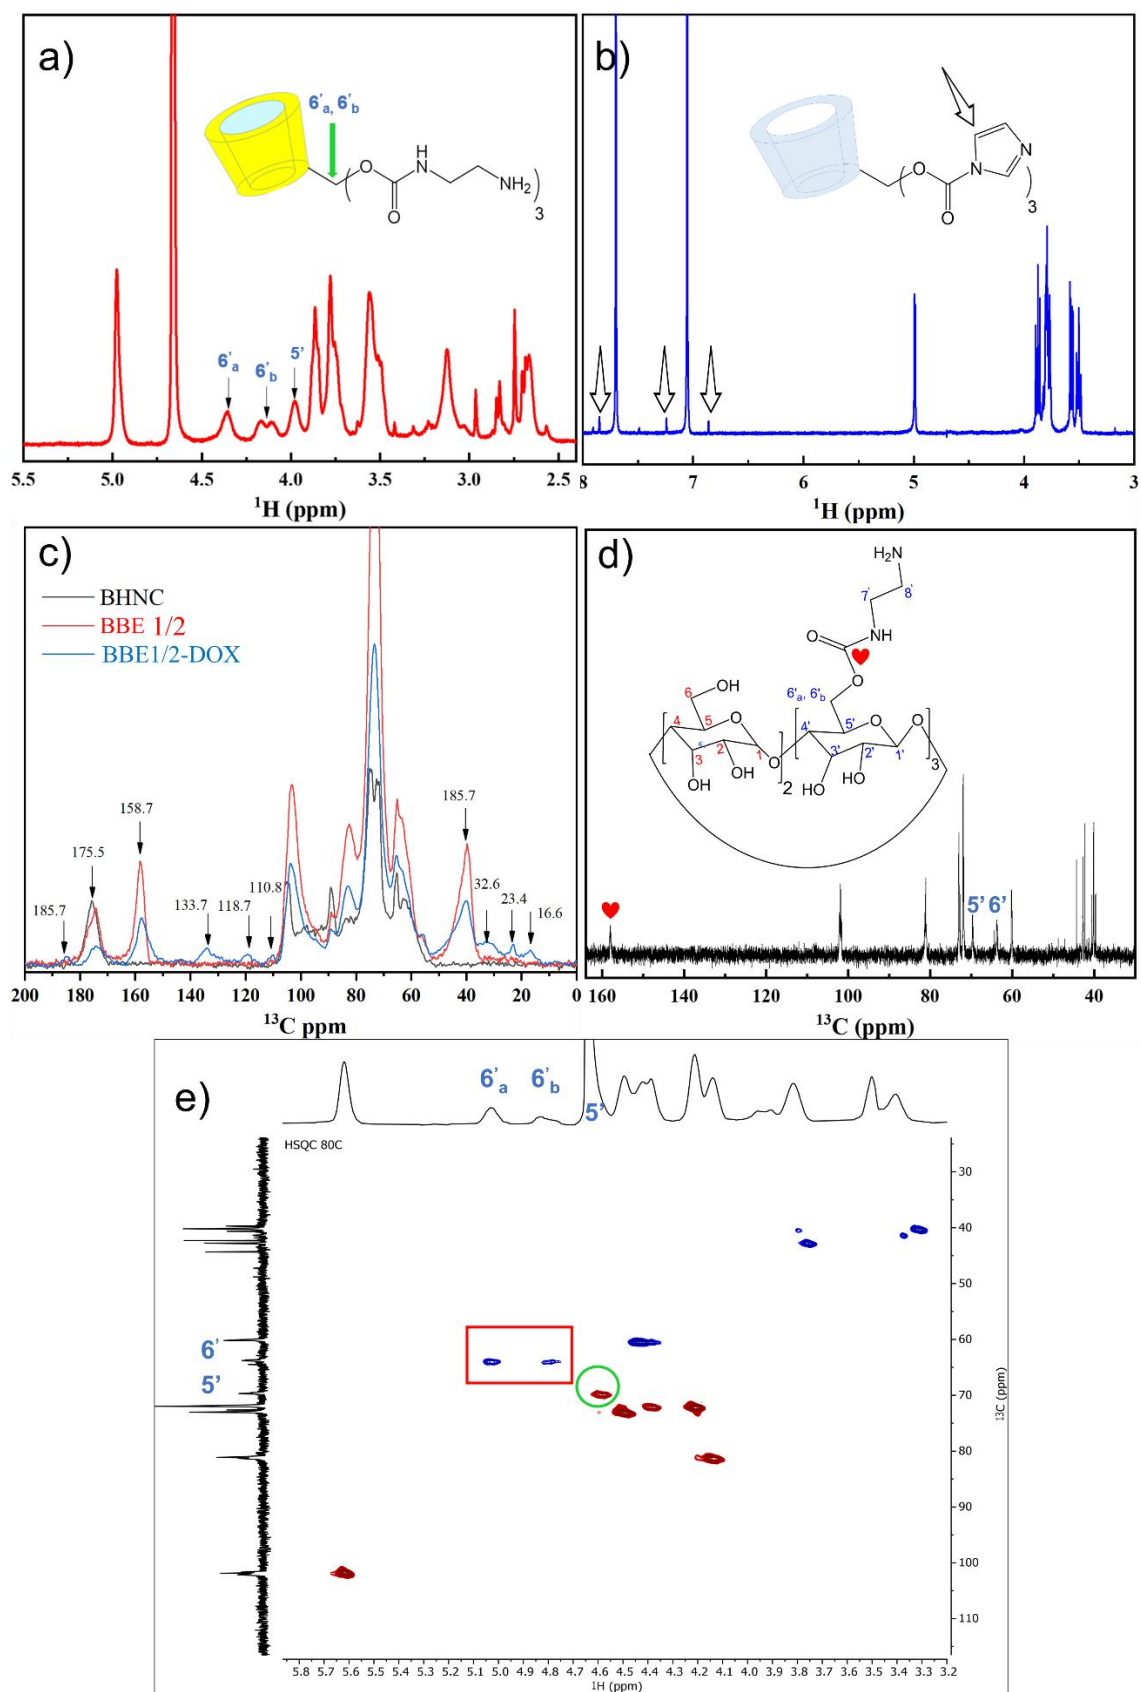 a)
6'a, 6'b
O
H
N
O
NH2
3
6'a
6'b
5'
5.5 5.0 4.5 4.0 3.5 3.0 2.5
1H (ppm)
b)
O
N
N
O
3
8 7 6 5 4 3
1H (ppm)
c)
BHNC
BBE 1/2
BBE1/2-DOX
185.7
175.5
158.7
133.7
118.7
110.8
185.7
32.6
23.4
16.6
200 180 160 140 120 100 80 60 40 20 0
13C ppm
d)
H2N
7' 8'
O NH
O
6 OH 6'a, 6'b
4 5 O 4' 5' O O
3 2 1 O 3' 2' 1' 3
OH OH 2 HO HO
5' 6'
160 140 120 100 80 60 40
13C (ppm)
e)
6'a 6'b
5'
HSQC 80C
6'
5'
30
40
50
60
70
80
90
100
110
13C (ppm)
5.8 5.7 5.6 5.5 5.4 5.3 5.2 5.1 5.0 4.9 4.8 4.7 4.6 4.5 4.4 4.3 4.2 4.1 4.0 3.9 3.8 3.7 3.6 3.5 3.4 3.3 3.2
1H (ppm)